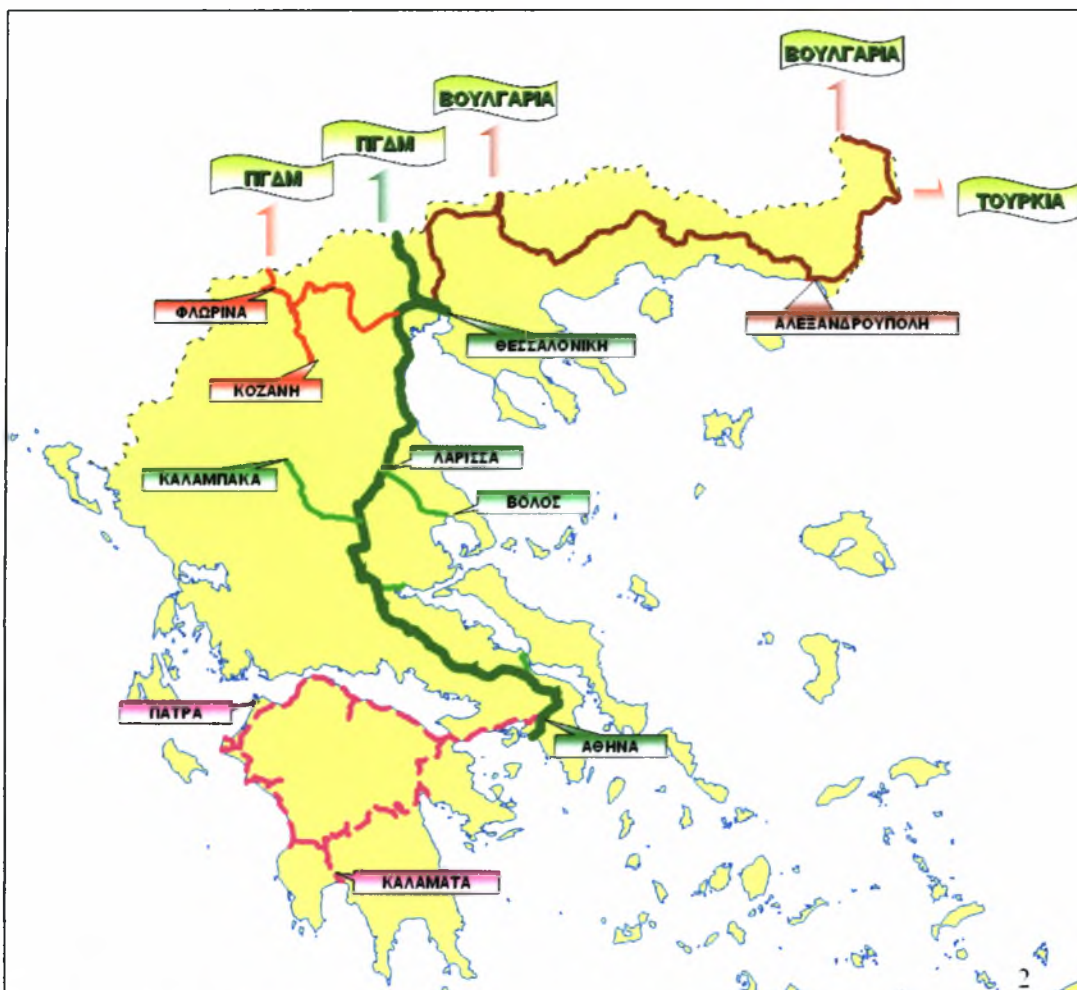 ΒΟΥΛΓΑΡΙΑ
ΒΟΥΛΓΑΡΙΑ
ΠΓΔΜ
ΠΓΔΜ
ΤΟΥΡΚΙΑ
ΦΛΩΡΙΝΑ
ΑΛΕΞΑΝΔΡΟΥΠΟΛΗ
ΘΕΣΣΑΛΟΝΙΚΗ
ΚΟΖΑΝΗ
ΛΑΡΙΣΣΑ
ΚΑΛΑΜΠΑΚΑ
ΒΟΛΟΣ
ΠΑΤΡΑ
ΑΘΗΝΑ
ΚΑΛΑΜΑΤΑ
2